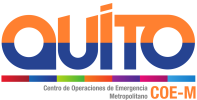 QUITO
Centro de Operaciones de Emergencia
Metropolitano COE-M